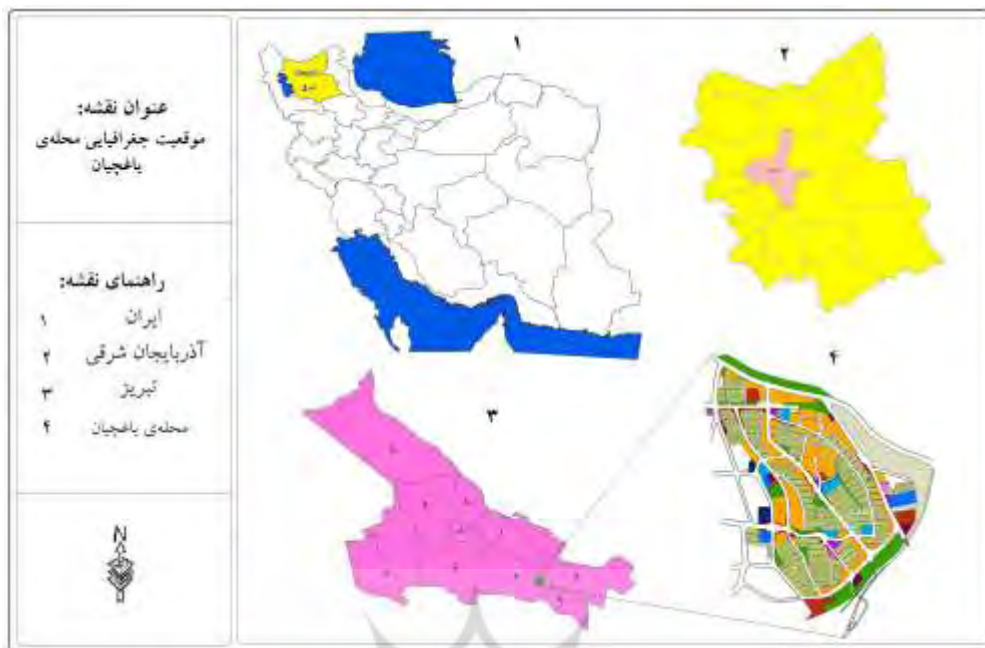 عنوان نقشه:
موقعیت جغرافیایی محله‌ی
یاغچیان
راهنمای نقشه:
ایران ۱
آذربایجان شرقی ۲
تبریز ۳
محله‌ی یاغچیان ۴
N
۱
۲
۳
۴